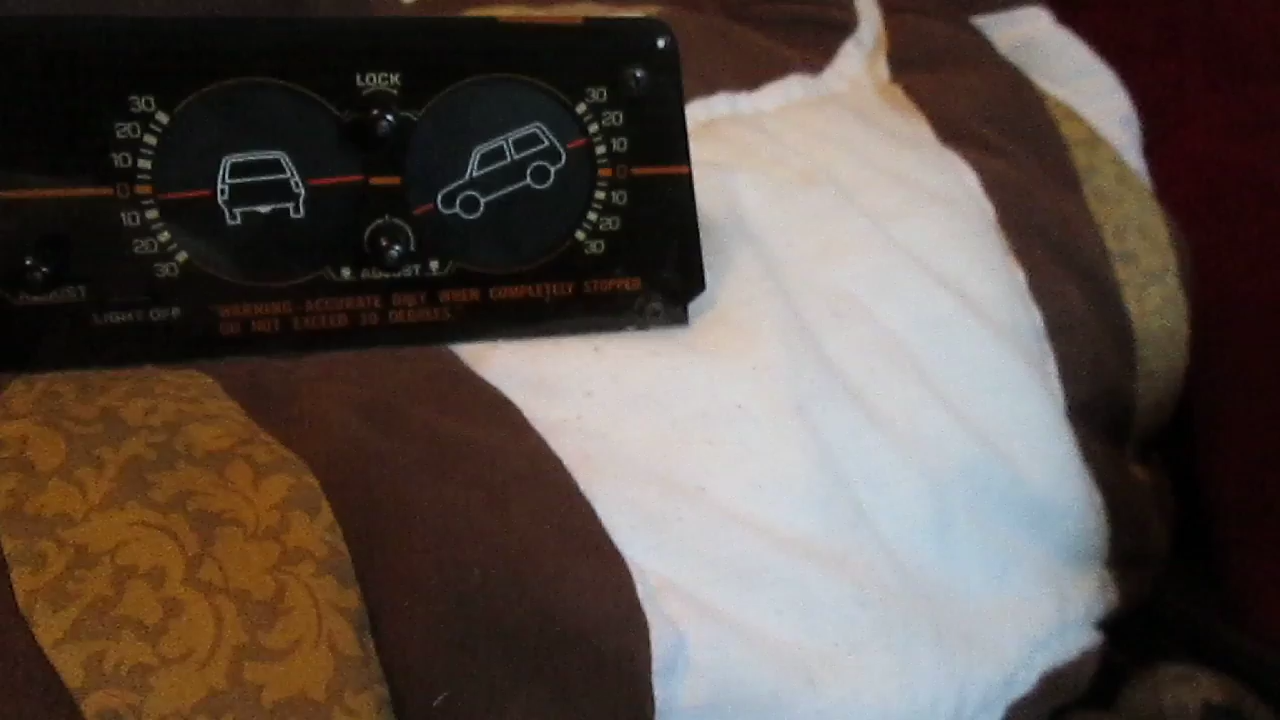 LOCK
30 30
20 20
10 10
0 0
10 10
20 20
30 30
ADJUST
ADJUST
LIGHT OFF
WARNING: ACCURATE ONLY WHEN COMPLETELY STOPPED
DO NOT EXCEED 30 DEGREES